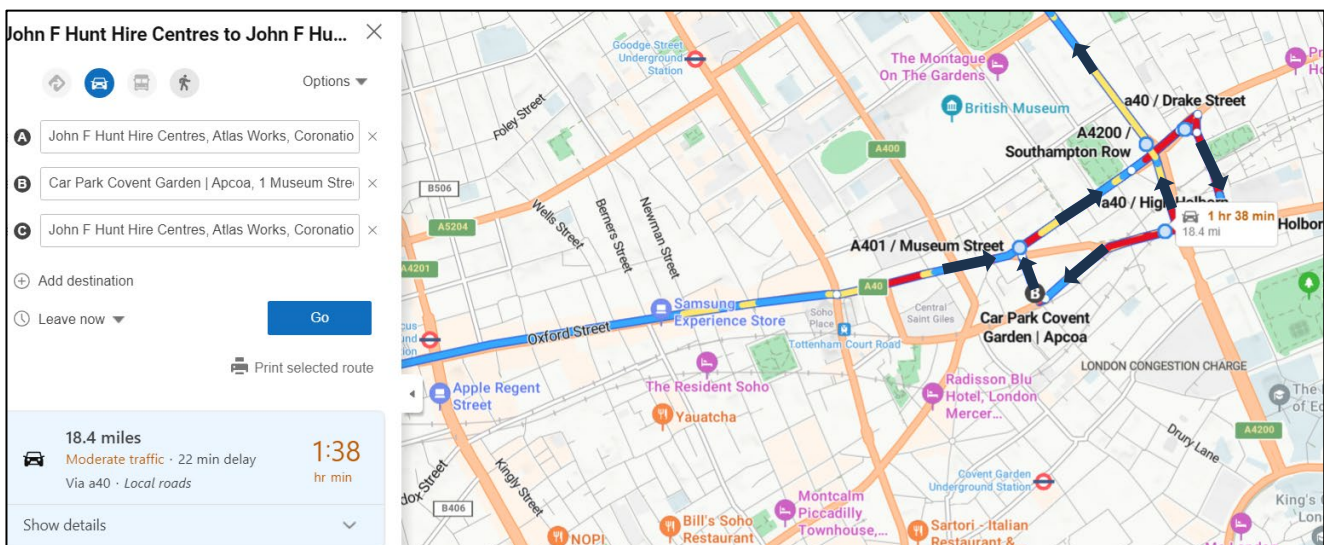 John F Hunt Hire Centres to John F Hu...
Options
A
John F Hunt Hire Centres, Atlas Works, Coronatio
B
Car Park Covent Garden | Apcoa, 1 Museum Stre
C
John F Hunt Hire Centres, Atlas Works, Coronatio
Add destination
Leave now
Go
Print selected route
18.4 miles
Moderate traffic · 22 min delay
Via a40 · Local roads
1:38
hr min
Show details
Goodge Street
Underground
Station
The Montague
On The Gardens
British Museum
a40 / Drake Street
A4200 /
Southampton Row
Foley Street
A400
B506
A5204
Wells Street
Berners Street
Newman Street
a40 / High Holborn
1 hr 38 min
18.4 mi
Holbor
A401 / Museum Street
A4201
A40
Samsung
Experience Store
Oxford Street
Soho
Place
Central
Saint Giles
B
Car Park Covent
Garden | Apcoa
Tottenham Court Road
LONDON CONGESTION CHARGE
The Resident Soho
Apple Regent
Street
Radisson Blu
Hotel, London
Mercer...
Yauatcha
A4200
Drury Lane
Kingly Street
Covent Garden
Underground Station
B406
NOPI
Bill's Soho
Restaurant
Montcalm
Piccadilly
Townhouse,...
Sartori - Italian
Restaurant &
King's